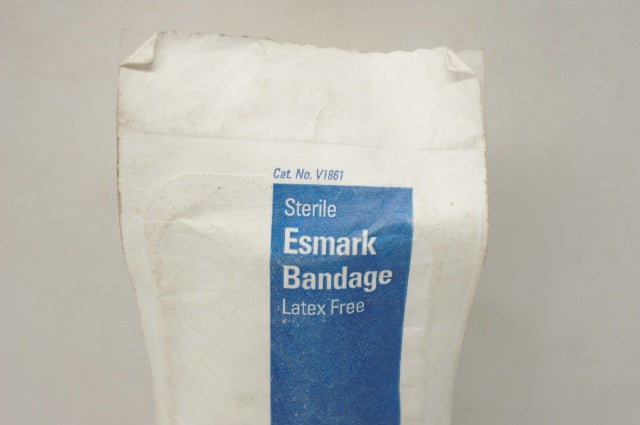 Cat. No. V1861
Sterile
Esmark
Bandage
Latex Free